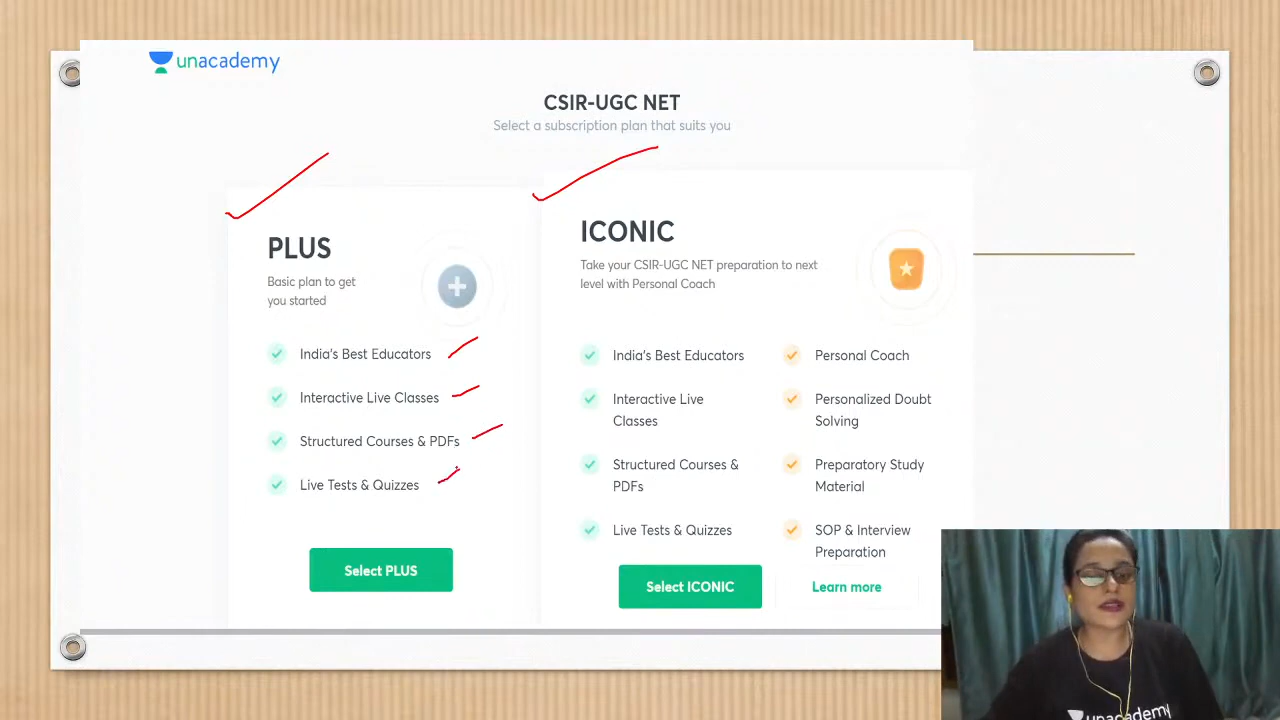 unacademy
CSIR-UGC NET
Select a subscription plan that suits you
PLUS
Basic plan to get
you started
India's Best Educators
Interactive Live Classes
Structured Courses & PDFs
Live Tests & Quizzes
Select PLUS
ICONIC
Take your CSIR-UGC NET preparation to next
level with Personal Coach
India's Best Educators
Interactive Live
Classes
Structured Courses &
PDFs
Live Tests & Quizzes
Personal Coach
Personalized Doubt
Solving
Preparatory Study
Material
SOP & Interview
Preparation
Select ICONIC
Learn more
unacademy